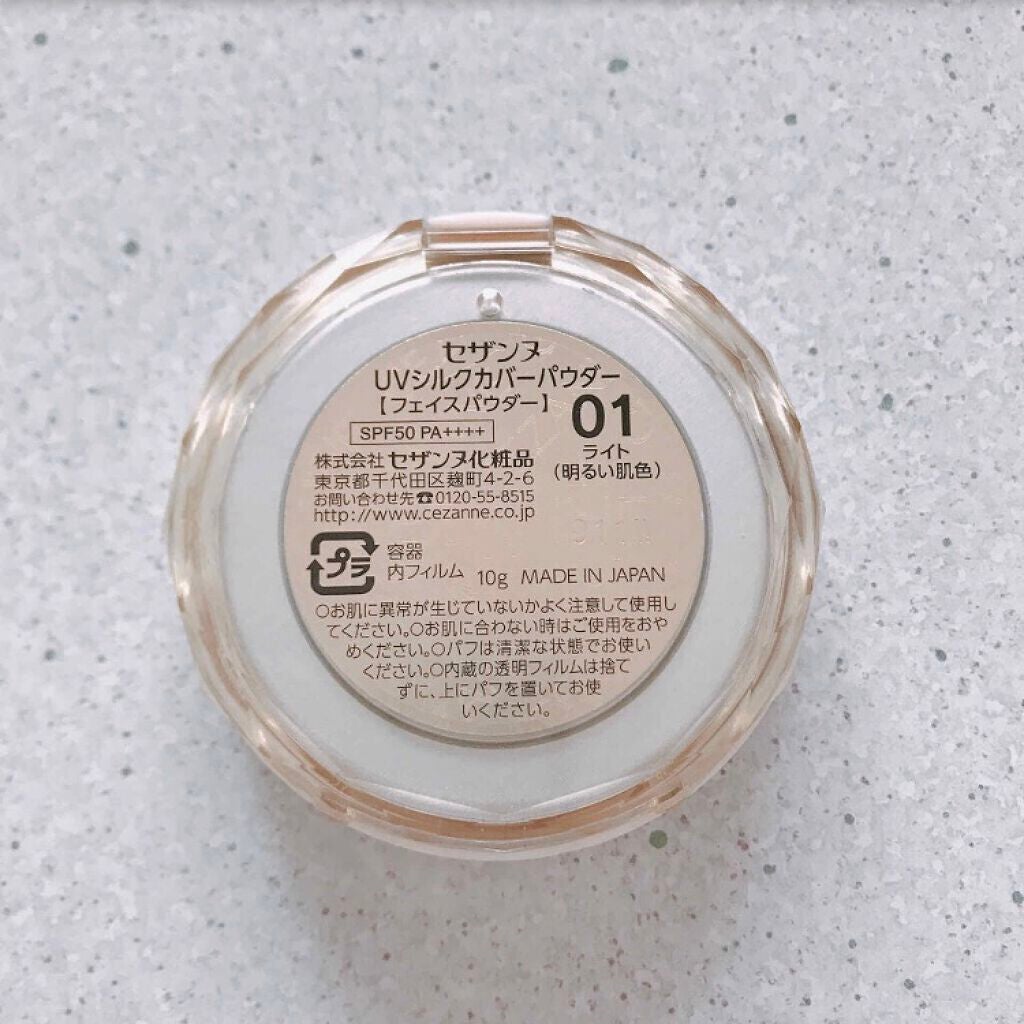 セザンヌ
UVシルクカバーパウダー
【フェイスパウダー】
SPF50 PA++++
01
ライト
(明るい肌色)
株式会社 セザンヌ化粧品
東京都千代田区麹町4-2-6
お問い合わせ先☎0120-55-8515
http://www.cezanne.co.jp
プラ
容器
内フィルム
10g MADE IN JAPAN
○お肌に異常が生じていないかよく注意して使用し
てください。○お肌に合わない時はご使用をおや
めください。○パフは清潔な状態でお使い
ください。○内蔵の透明フィルムは捨て
ずに、上にパフを置いてお使
いください。